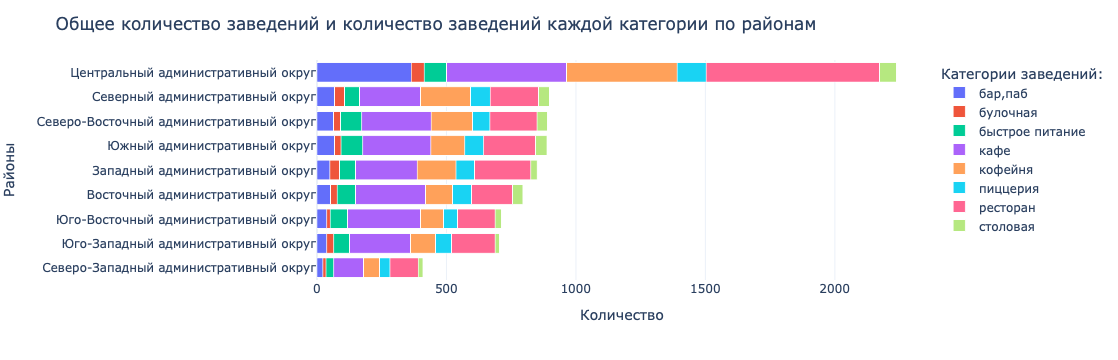 Общее количество заведений и количество заведений каждой категории по районам
Районы
Центральный административный округ
Северный административный округ
Северо-Восточный административный округ
Южный административный округ
Западный административный округ
Восточный административный округ
Юго-Восточный административный округ
Юго-Западный административный округ
Северо-Западный административный округ
0 500 1000 1500 2000
Количество
Категории заведений:
бар,паб
булочная
быстрое питание
кафе
кофейня
пиццерия
ресторан
столовая